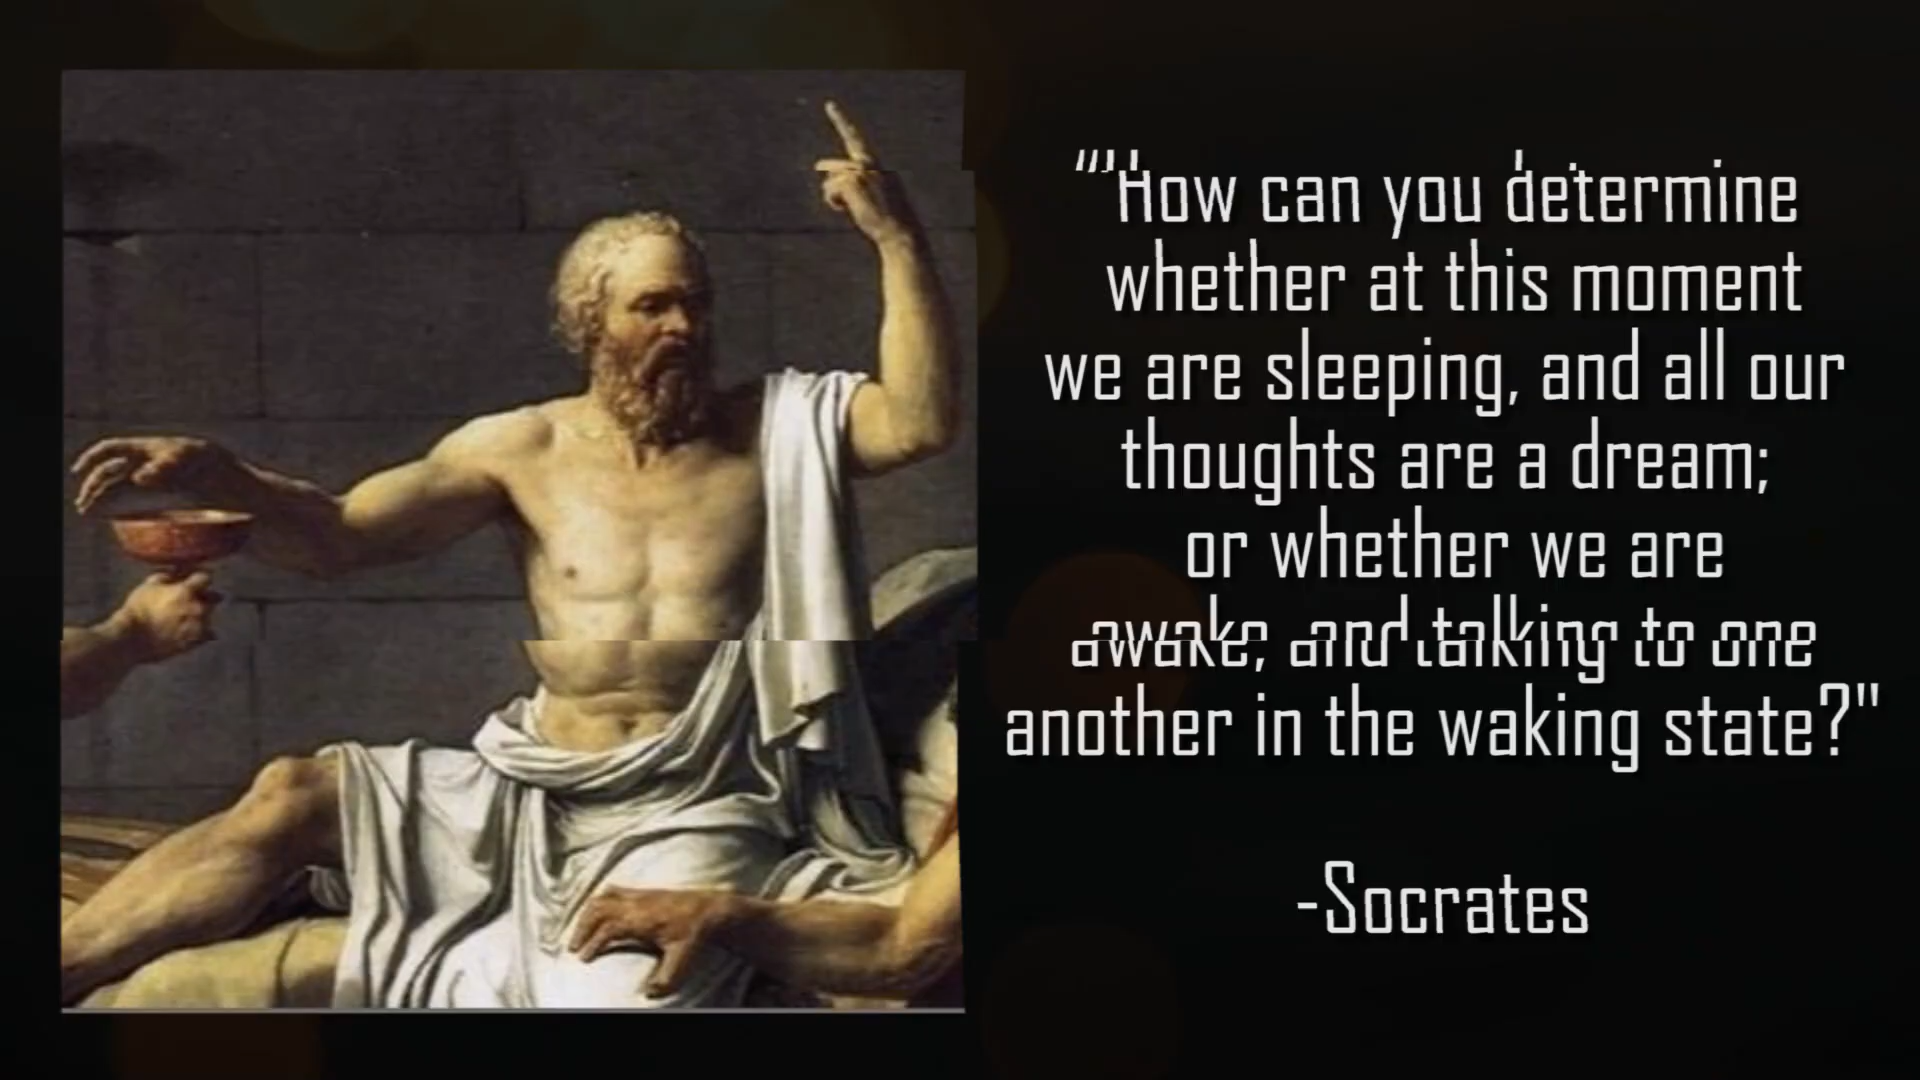 "How can you determine
whether at this moment
we are sleeping, and all our
thoughts are a dream;
or whether we are
awake, and talking to one
another in the waking state?"
-Socrates